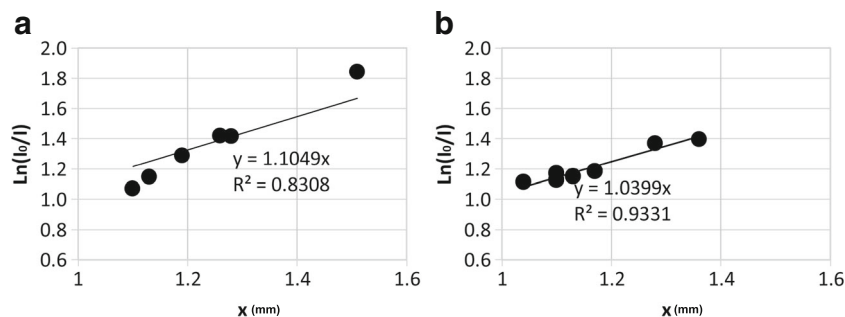 a
2.0
1.8
1.6
1.4
1.2
1.0
0.8
0.6
Ln(I₀/I)
y = 1.1049x
R² = 0.8308
1 1.2 1.4 1.6
x (mm)
b
2.0
1.8
1.6
1.4
1.2
1.0
0.8
0.6
Ln(I₀/I)
y = 1.0399x
R² = 0.9331
1 1.2 1.4 1.6
x (mm)